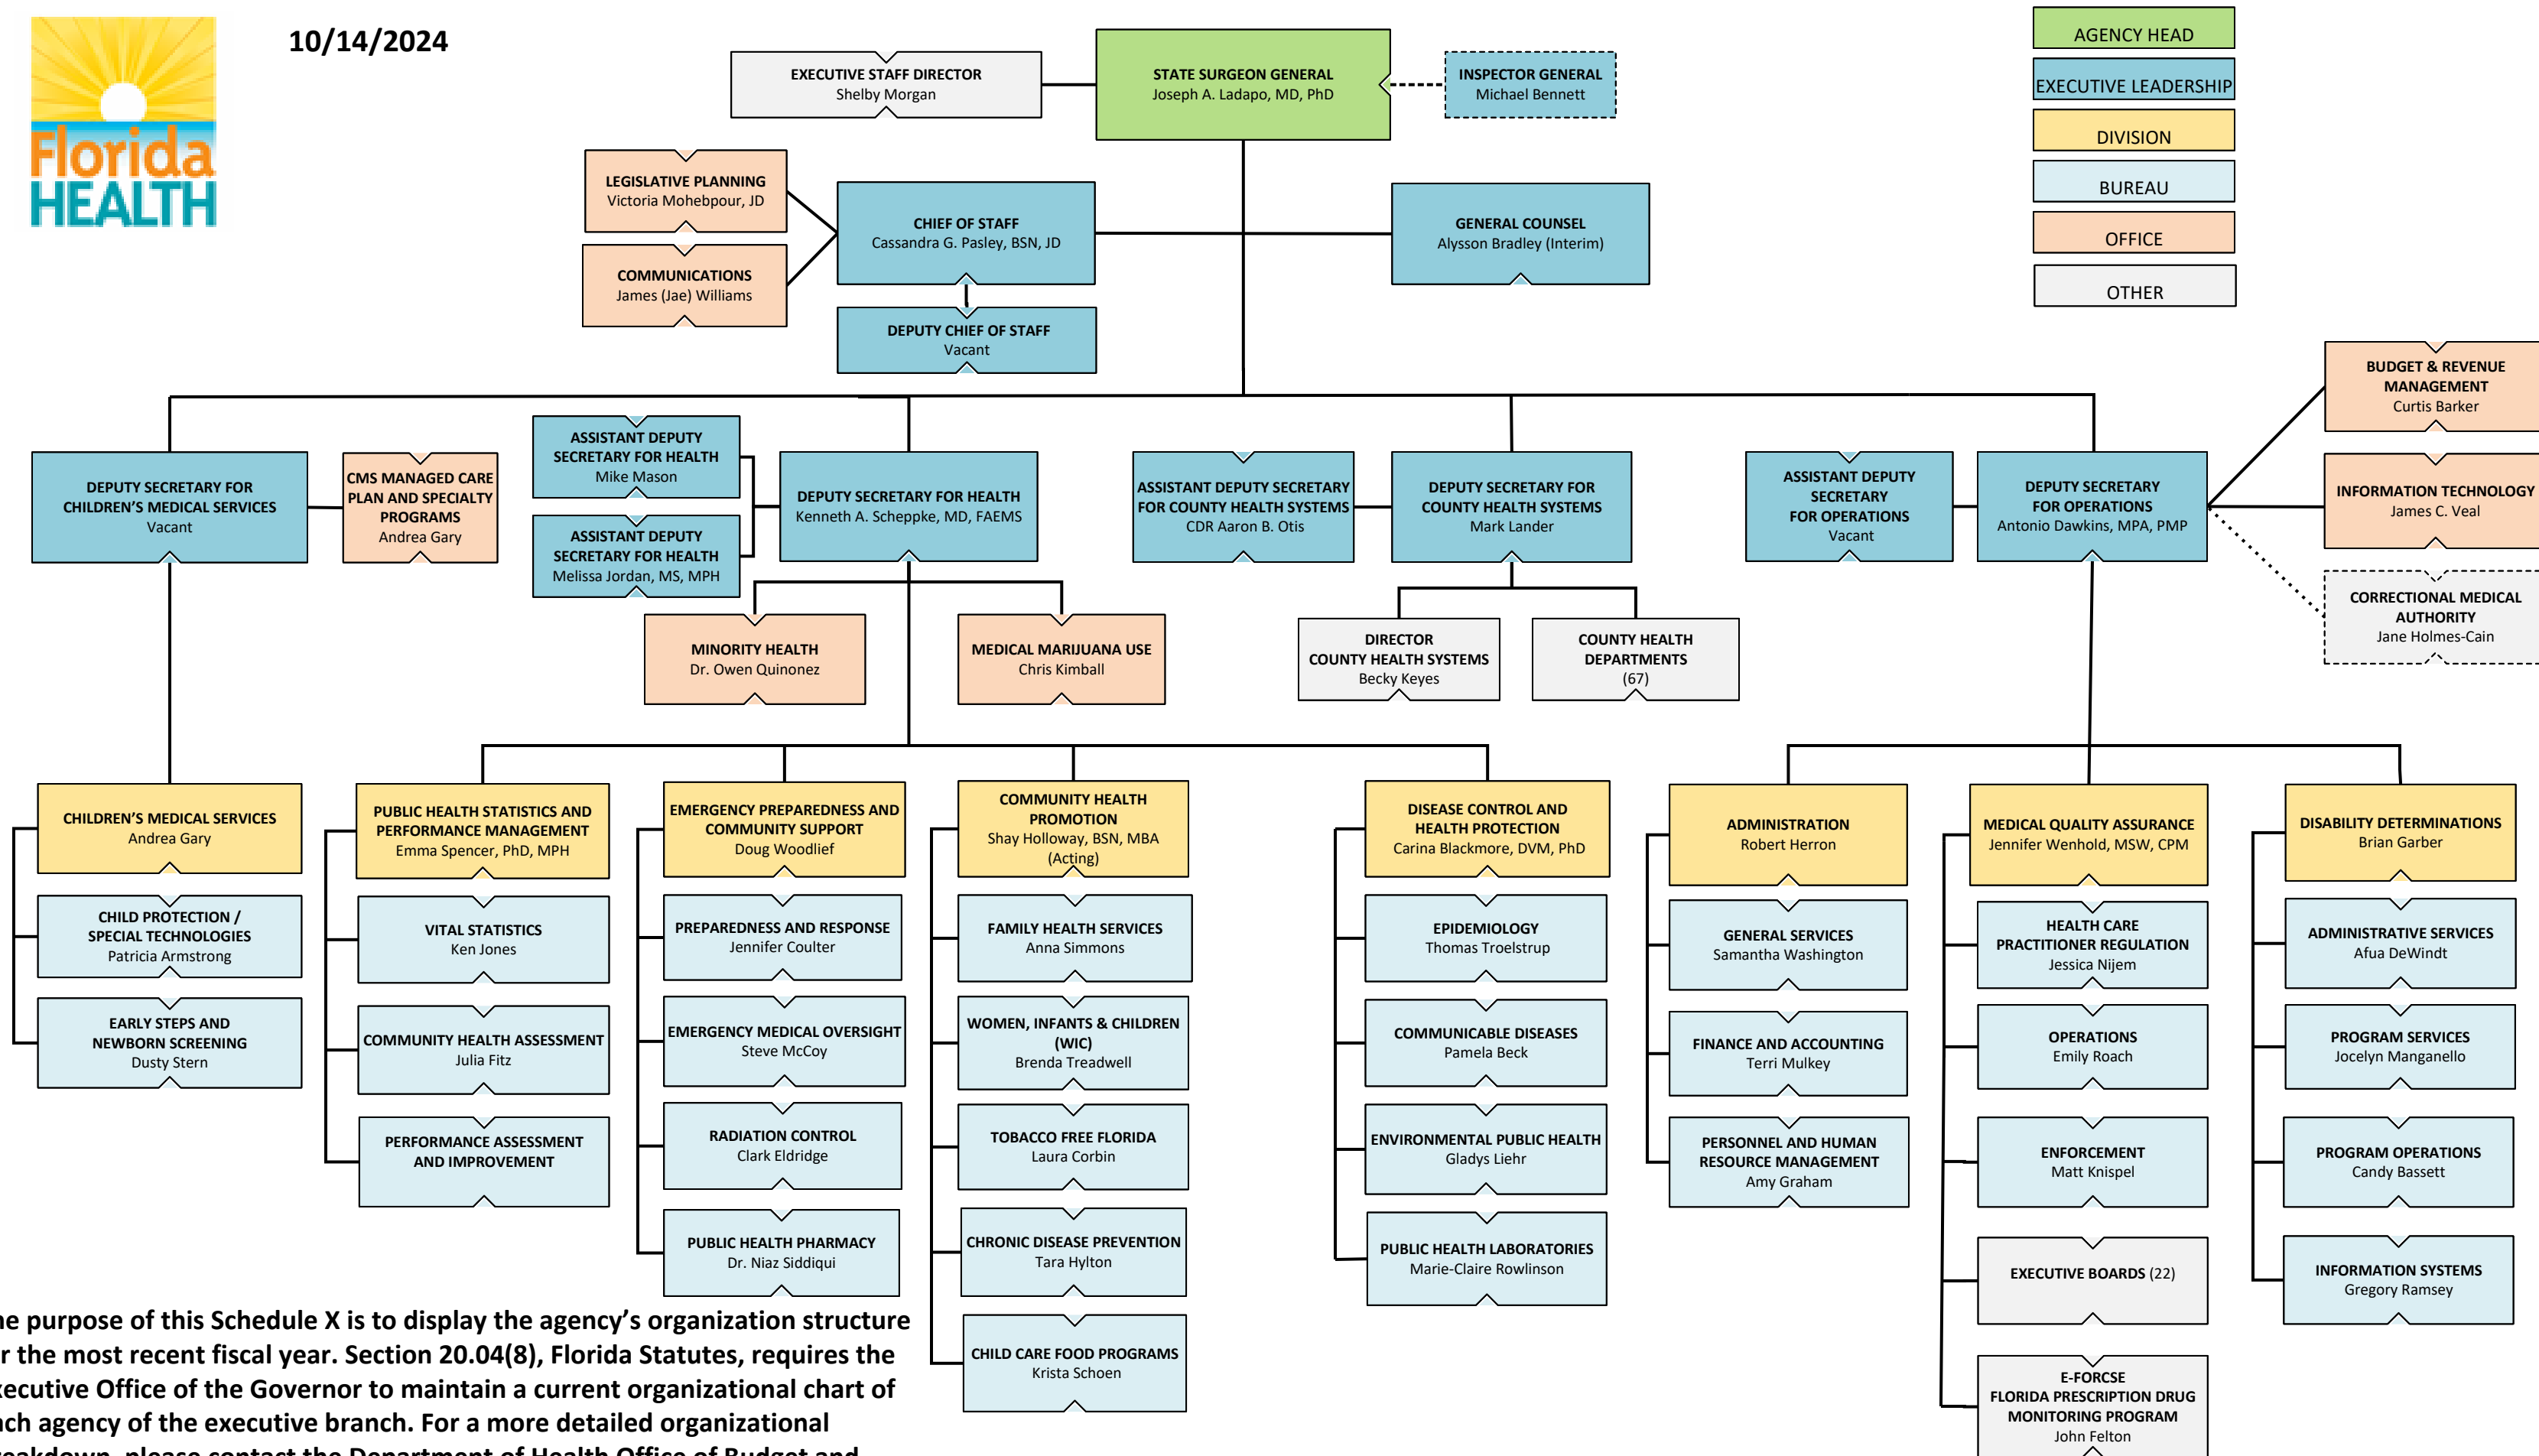 Florida
HEALTH
10/14/2024
EXECUTIVE STAFF DIRECTOR
Shelby Morgan
STATE SURGEON GENERAL
Joseph A. Ladapo, MD, PhD
INSPECTOR GENERAL
Michael Bennett
AGENCY HEAD
EXECUTIVE LEADERSHIP
DIVISION
BUREAU
OFFICE
OTHER
LEGISLATIVE PLANNING
Victoria Mohebpour, JD
COMMUNICATIONS
James (Jae) Williams
CHIEF OF STAFF
Cassandra G. Pasley, BSN, JD
GENERAL COUNSEL
Alysson Bradley (Interim)
DEPUTY CHIEF OF STAFF
Vacant
DEPUTY SECRETARY FOR
CHILDREN'S MEDICAL SERVICES
Vacant
CMS MANAGED CARE
PLAN AND SPECIALTY
PROGRAMS
Andrea Gary
ASSISTANT DEPUTY
SECRETARY FOR HEALTH
Mike Mason
ASSISTANT DEPUTY
SECRETARY FOR HEALTH
Melissa Jordan, MS, MPH
DEPUTY SECRETARY FOR HEALTH
Kenneth A. Scheppke, MD, FAEMS
ASSISTANT DEPUTY SECRETARY
FOR COUNTY HEALTH SYSTEMS
CDR Aaron B. Otis
DEPUTY SECRETARY FOR
COUNTY HEALTH SYSTEMS
Mark Lander
ASSISTANT DEPUTY
SECRETARY
FOR OPERATIONS
Vacant
DEPUTY SECRETARY
FOR OPERATIONS
Antonio Dawkins, MPA, PMP
BUDGET & REVENUE
MANAGEMENT
Curtis Barker
INFORMATION TECHNOLOGY
James C. Veal
CORRECTIONAL MEDICAL
AUTHORITY
Jane Holmes-Cain
MINORITY HEALTH
Dr. Owen Quinonez
MEDICAL MARIJUANA USE
Chris Kimball
DIRECTOR
COUNTY HEALTH SYSTEMS
Becky Keyes
COUNTY HEALTH
DEPARTMENTS
(67)
CHILDREN'S MEDICAL SERVICES
Andrea Gary
CHILD PROTECTION /
SPECIAL TECHNOLOGIES
Patricia Armstrong
EARLY STEPS AND
NEWBORN SCREENING
Dusty Stern
PUBLIC HEALTH STATISTICS AND
PERFORMANCE MANAGEMENT
Emma Spencer, PhD, MPH
VITAL STATISTICS
Ken Jones
COMMUNITY HEALTH ASSESSMENT
Julia Fitz
PERFORMANCE ASSESSMENT
AND IMPROVEMENT
EMERGENCY PREPAREDNESS AND
COMMUNITY SUPPORT
Doug Woodlief
PREPAREDNESS AND RESPONSE
Jennifer Coulter
EMERGENCY MEDICAL OVERSIGHT
Steve McCoy
RADIATION CONTROL
Clark Eldridge
PUBLIC HEALTH PHARMACY
Dr. Niaz Siddiqui
COMMUNITY HEALTH
PROMOTION
Shay Holloway, BSN, MBA
(Acting)
FAMILY HEALTH SERVICES
Anna Simmons
WOMEN, INFANTS & CHILDREN
(WIC)
Brenda Treadwell
TOBACCO FREE FLORIDA
Laura Corbin
CHRONIC DISEASE PREVENTION
Tara Hylton
CHILD CARE FOOD PROGRAMS
Krista Schoen
DISEASE CONTROL AND
HEALTH PROTECTION
Carina Blackmore, DVM, PhD
EPIDEMIOLOGY
Thomas Troelstrup
COMMUNICABLE DISEASES
Pamela Beck
ENVIRONMENTAL PUBLIC HEALTH
Gladys Liehr
PUBLIC HEALTH LABORATORIES
Marie-Claire Rowlinson
ADMINISTRATION
Robert Herron
GENERAL SERVICES
Samantha Washington
FINANCE AND ACCOUNTING
Terri Mulkey
PERSONNEL AND HUMAN
RESOURCE MANAGEMENT
Amy Graham
MEDICAL QUALITY ASSURANCE
Jennifer Wenhold, MSW, CPM
HEALTH CARE
PRACTITIONER REGULATION
Jessica Nijem
OPERATIONS
Emily Roach
ENFORCEMENT
Matt Knispel
EXECUTIVE BOARDS (22)
E-FORCSE
FLORIDA PRESCRIPTION DRUG
MONITORING PROGRAM
John Felton
DISABILITY DETERMINATIONS
Brian Garber
ADMINISTRATIVE SERVICES
Afua DeWindt
PROGRAM SERVICES
Jocelyn Manganello
PROGRAM OPERATIONS
Candy Bassett
INFORMATION SYSTEMS
Gregory Ramsey
he purpose of this Schedule X is to display the agency's organization structure
r the most recent fiscal year. Section 20.04(8), Florida Statutes, requires the
xecutive Office of the Governor to maintain a current organizational chart of
ach agency of the executive branch. For a more detailed organizational
reakdown, please contact the Department of Health Office of Budget and